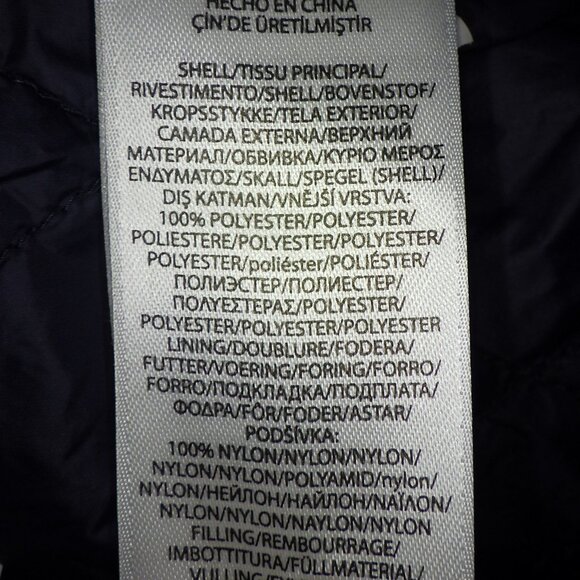 HECHO EN CHINA
ÇİN'DE ÜRETİLMİŞTİR
SHELL/TISSU PRINCIPAL/
RIVESTIMENTO/SHELL/BOVENSTOF/
KROPSSTYKKE/TELA EXTERIOR/
CAMADA EXTERNA/ВЕРХНИЙ
МАТЕРИАЛ/ОБВИВКА/ΚΥΡΙΟ ΜΕΡΟΣ
ΕΝΔΥΜΑΤΟΣ/SKALL/SPEGEL (SHELL)/
DIŞ KATMAN/VNĚJŠÍ VRSTVA:
100% POLYESTER/POLYESTER/
POLIESTERE/POLYESTER/POLYESTER/
POLYESTER/poliéster/POLIÉSTER/
ПОЛИЭСТЕР/ПОЛИЕСТЕР/
ΠΟΛΥΕΣΤΕΡΑΣ/POLYESTER/
POLYESTER/POLYESTER/POLYESTER
LINING/DOUBLURE/FODERA/
FUTTER/VOERING/FORING/FORRO/
FORRO/ПОДКЛАДКА/ПОДПЛАТА/
ΦΟΔΡΑ/FÔR/FODER/ASTAR/
PODŠÍVKA:
100% NYLON/NYLON/NYLON/
NYLON/NYLON/POLYAMID/nylon/
NYLON/НЕЙЛОН/НАЙЛОН/ΝΑΪΛΟΝ/
NYLON/NYLON/NAYLON/NYLON
FILLING/REMBOURRAGE/
IMBOTTITURA/FÜLLMATERIAL/
VULLING/